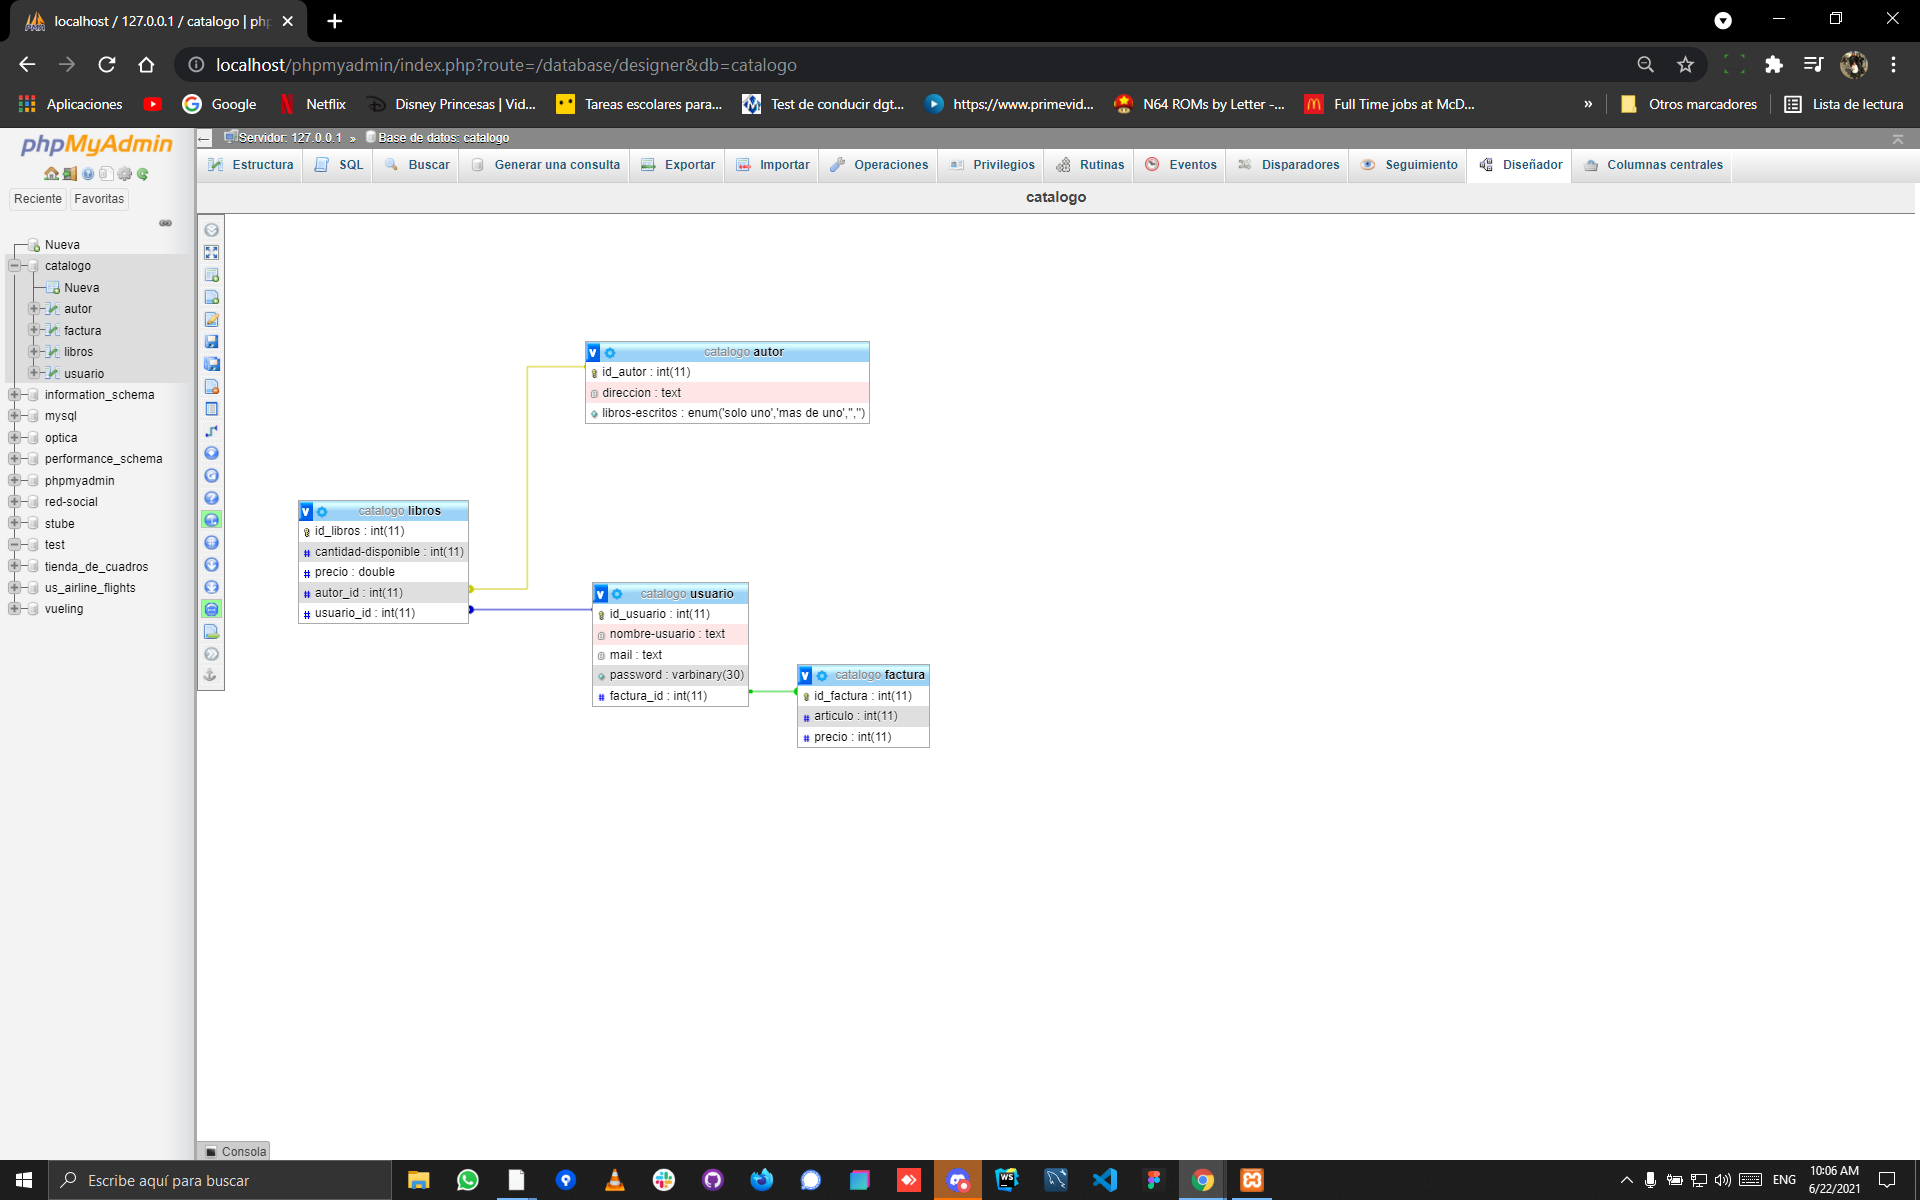 localhost / 127.0.0.1 / catalogo | php
localhost/phpmyadmin/index.php?route=/database/designer&db=catalogo
Aplicaciones Google Netflix Disney Princesas | Vid... Tareas escolares para... Test de conducir dgt... https://www.primevid... N64 ROMs by Letter -... Full Time jobs at McD... » Otros marcadores Lista de lectura
phpMyAdmin
Servidor: 127.0.0.1 » Base de datos: catalogo
Estructura SQL Buscar Generar una consulta Exportar Importar Operaciones Privilegios Rutinas Eventos Disparadores Seguimiento Diseñador Columnas centrales
Reciente Favoritas
catalogo
Nueva
catalogo
Nueva
autor
factura
libros
usuario
information_schema
mysql
optica
performance_schema
phpmyadmin
red-social
stube
test
tienda_de_cuadros
us_airline_flights
vueling
v catalogo autor
id_autor : int(11)
direccion : text
libros-escritos : enum('solo uno','mas de uno','','')
v catalogo libros
id_libros : int(11)
# cantidad-disponible : int(11)
# precio : double
# autor_id : int(11)
# usuario_id : int(11)
v catalogo usuario
id_usuario : int(11)
nombre-usuario : text
mail : text
password : varbinary(30)
# factura_id : int(11)
v catalogo factura
id_factura : int(11)
# articulo : int(11)
# precio : int(11)
Consola
Escribe aquí para buscar
WS
ENG
10:06 AM
6/22/2021